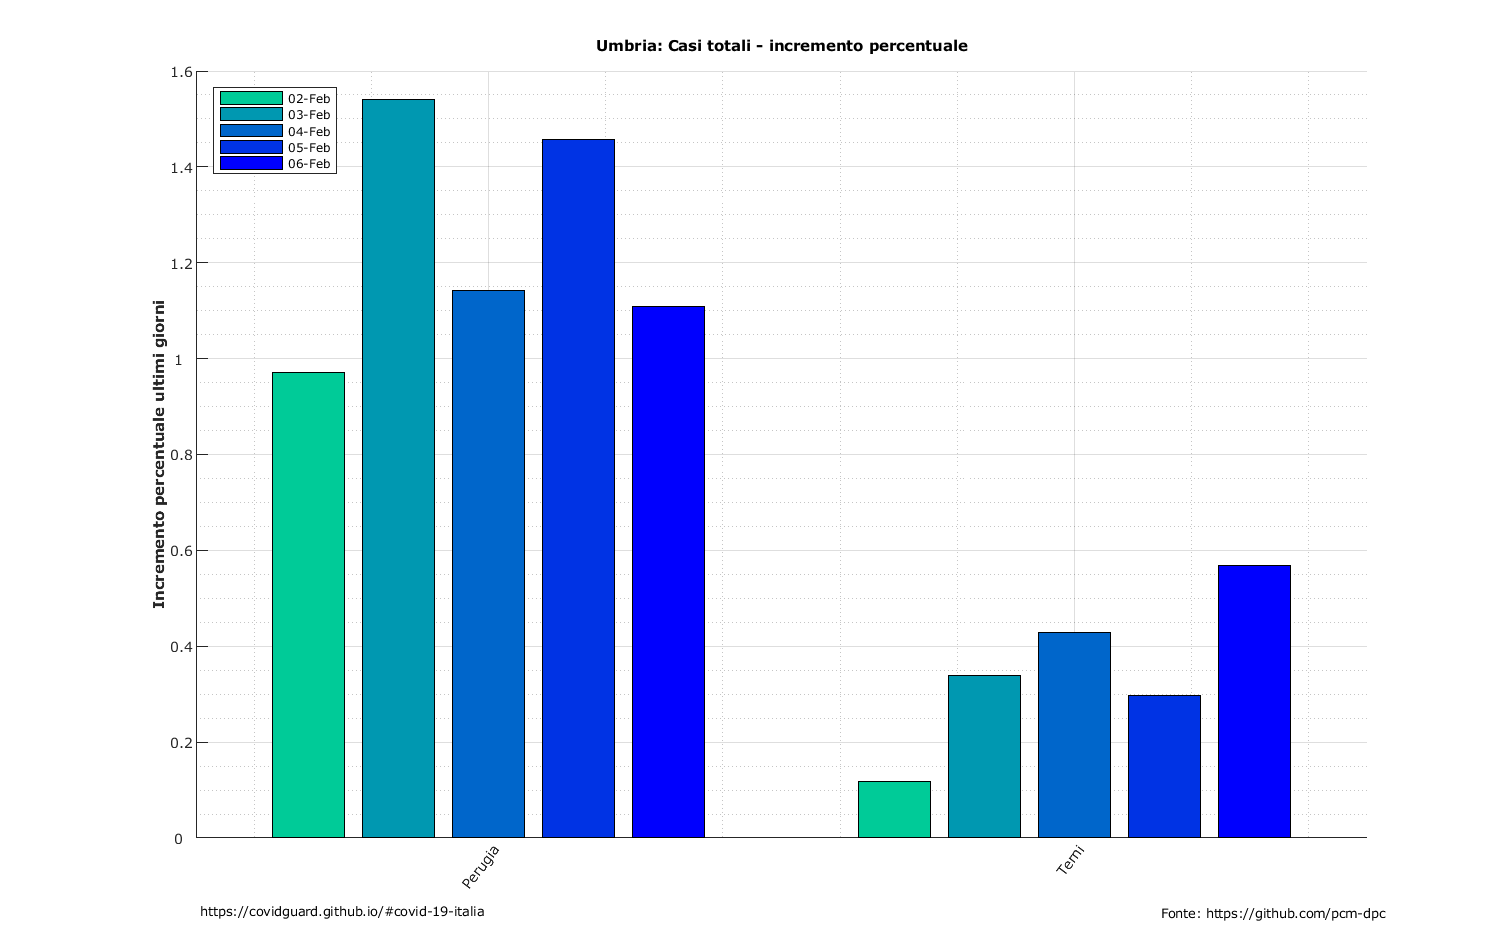 Umbria: Casi totali - incremento percentuale
Incremento percentuale ultimi giorni
1.6
1.4
1.2
1
0.8
0.6
0.4
0.2
0
02-Feb
03-Feb
04-Feb
05-Feb
06-Feb
Perugia
Terni
https://covidguard.github.io/#covid-19-italia
Fonte: https://github.com/pcm-dpc